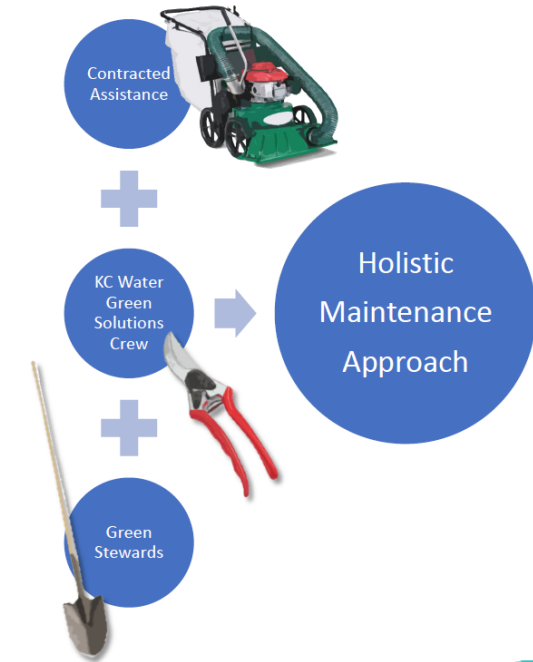 Contracted
Assistance
KC Water
Green
Solutions
Crew
Green
Stewards
Holistic
Maintenance
Approach